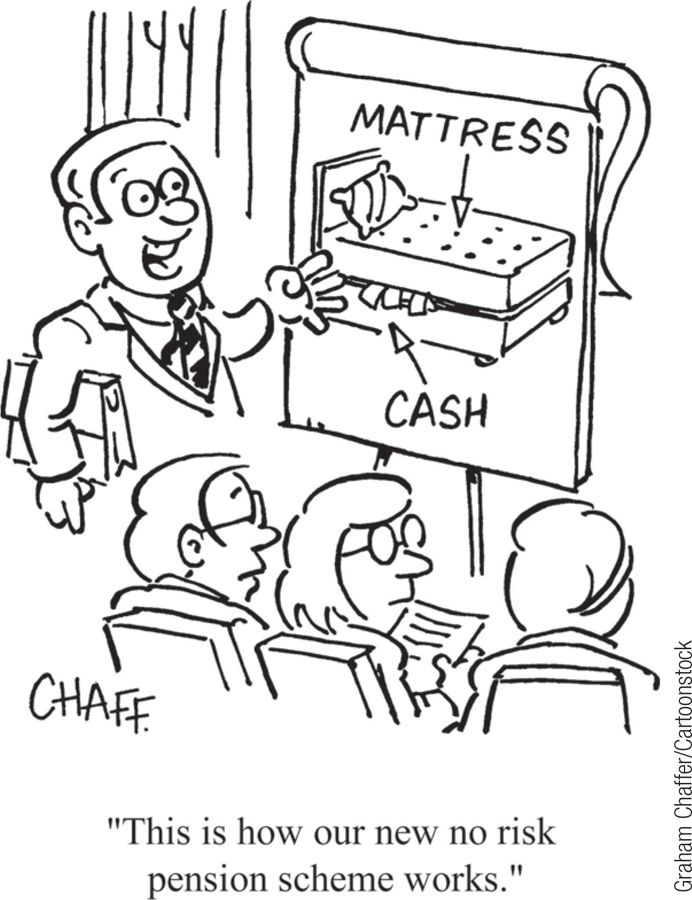 MATTRESS
CASH
CHAFF.
"This is how our new no risk
pension scheme works."
Graham Chaffer/Cartoonstock